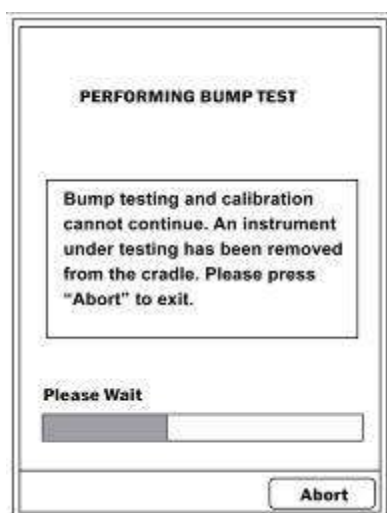 PERFORMING BUMP TEST
Bump testing and calibration
cannot continue. An instrument
under testing has been removed
from the cradle. Please press
“Abort” to exit.
Please Wait
Abort